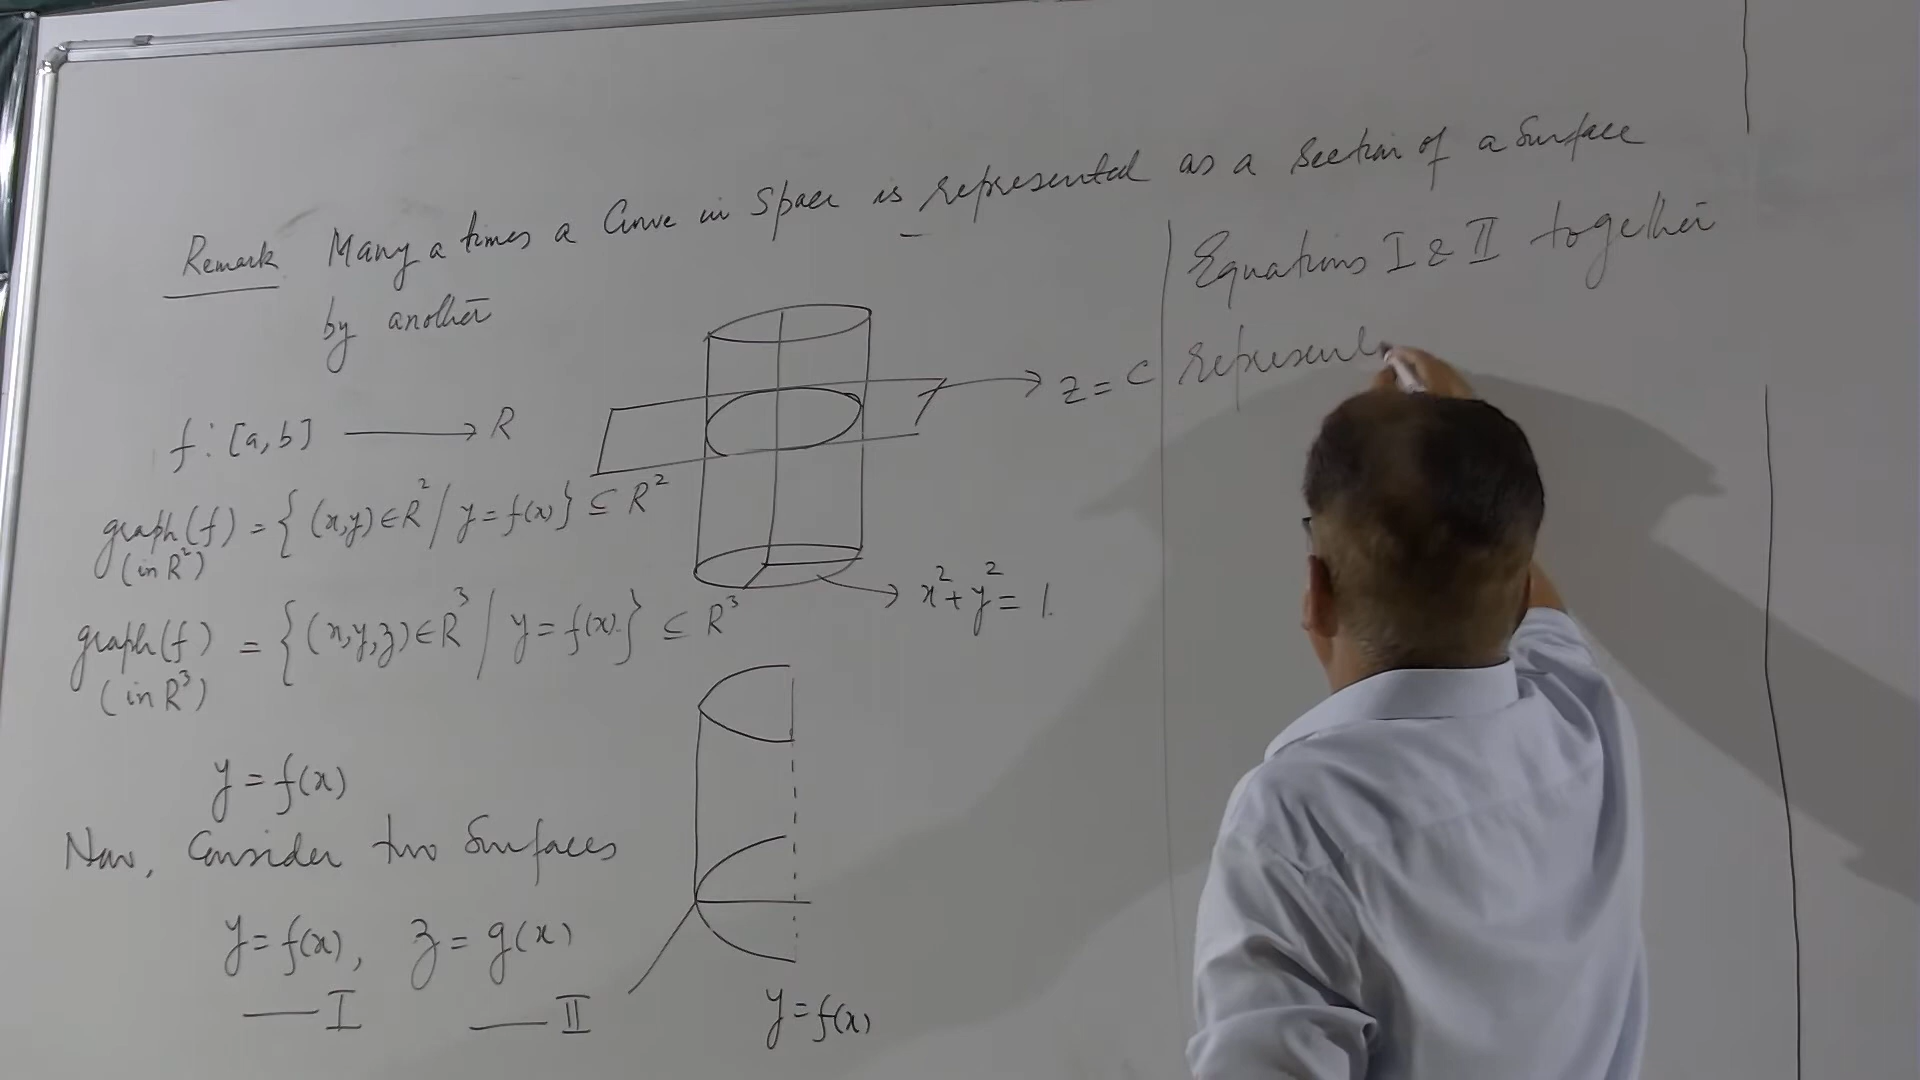 Remark Many a times a Curve in Space is represented as a Section of a Surface
by another
f : [a, b] ⟶ R
graph(f) = { (x,y) ∈ R² / y = f(x) } ⊆ R²
(in R²)
graph(f) = { (x,y,z) ∈ R³ / y = f(x). } ⊆ R³
(in R³)
y = f(x)
Now, Consider two Surfaces
y = f(x), z = g(x)
— I — II
→ z = c
→ x² + y² = 1.
y = f(x)
Equations I & II together
represent